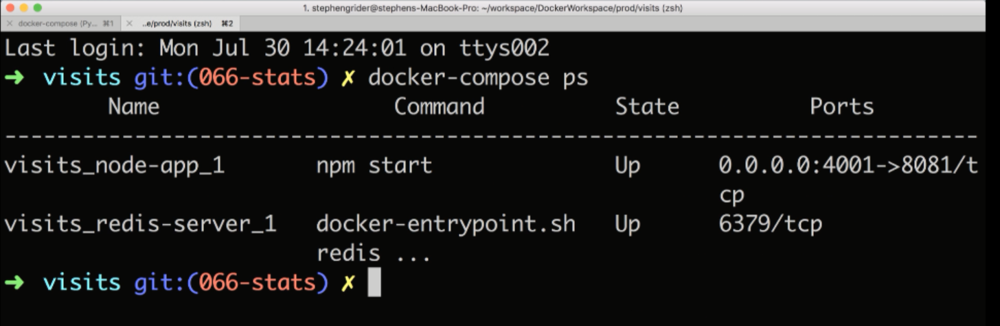 1. stephengrider@stephens-MacBook-Pro: ~/workspace/DockerWorkspace/prod/visits (zsh)
× docker-compose (Py... ⌘1 × ..e/prod/visits (zsh) ⌘2
Last login: Mon Jul 30 14:24:01 on ttys002
➜ visits git:(066-stats) ✗ docker-compose ps
Name Command State Ports
---------------------------------------------------------------------------
visits_node-app_1 npm start Up 0.0.0.0:4001->8081/t
cp
visits_redis-server_1 docker-entrypoint.sh Up 6379/tcp
redis ...
➜ visits git:(066-stats) ✗